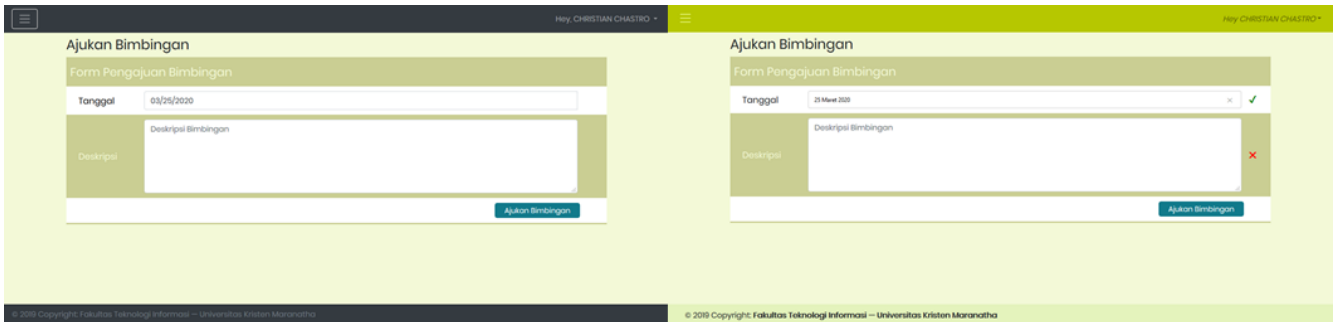 Hey, CHRISTIAN CHASTRO
Ajukan Bimbingan
Form Pengajuan Bimbingan
Tanggal
03/25/2020
Deskripsi
Deskripsi Bimbingan
Ajukan Bimbingan
© 2019 Copyright: Fakultas Teknologi Informasi — Universitas Kristen Maranatha
Hey CHRISTIAN CHASTRO
Ajukan Bimbingan
Form Pengajuan Bimbingan
Tanggal
25 Maret 2020
Deskripsi
Deskripsi Bimbingan
Ajukan Bimbingan
© 2019 Copyright: Fakultas Teknologi Informasi — Universitas Kristen Maranatha